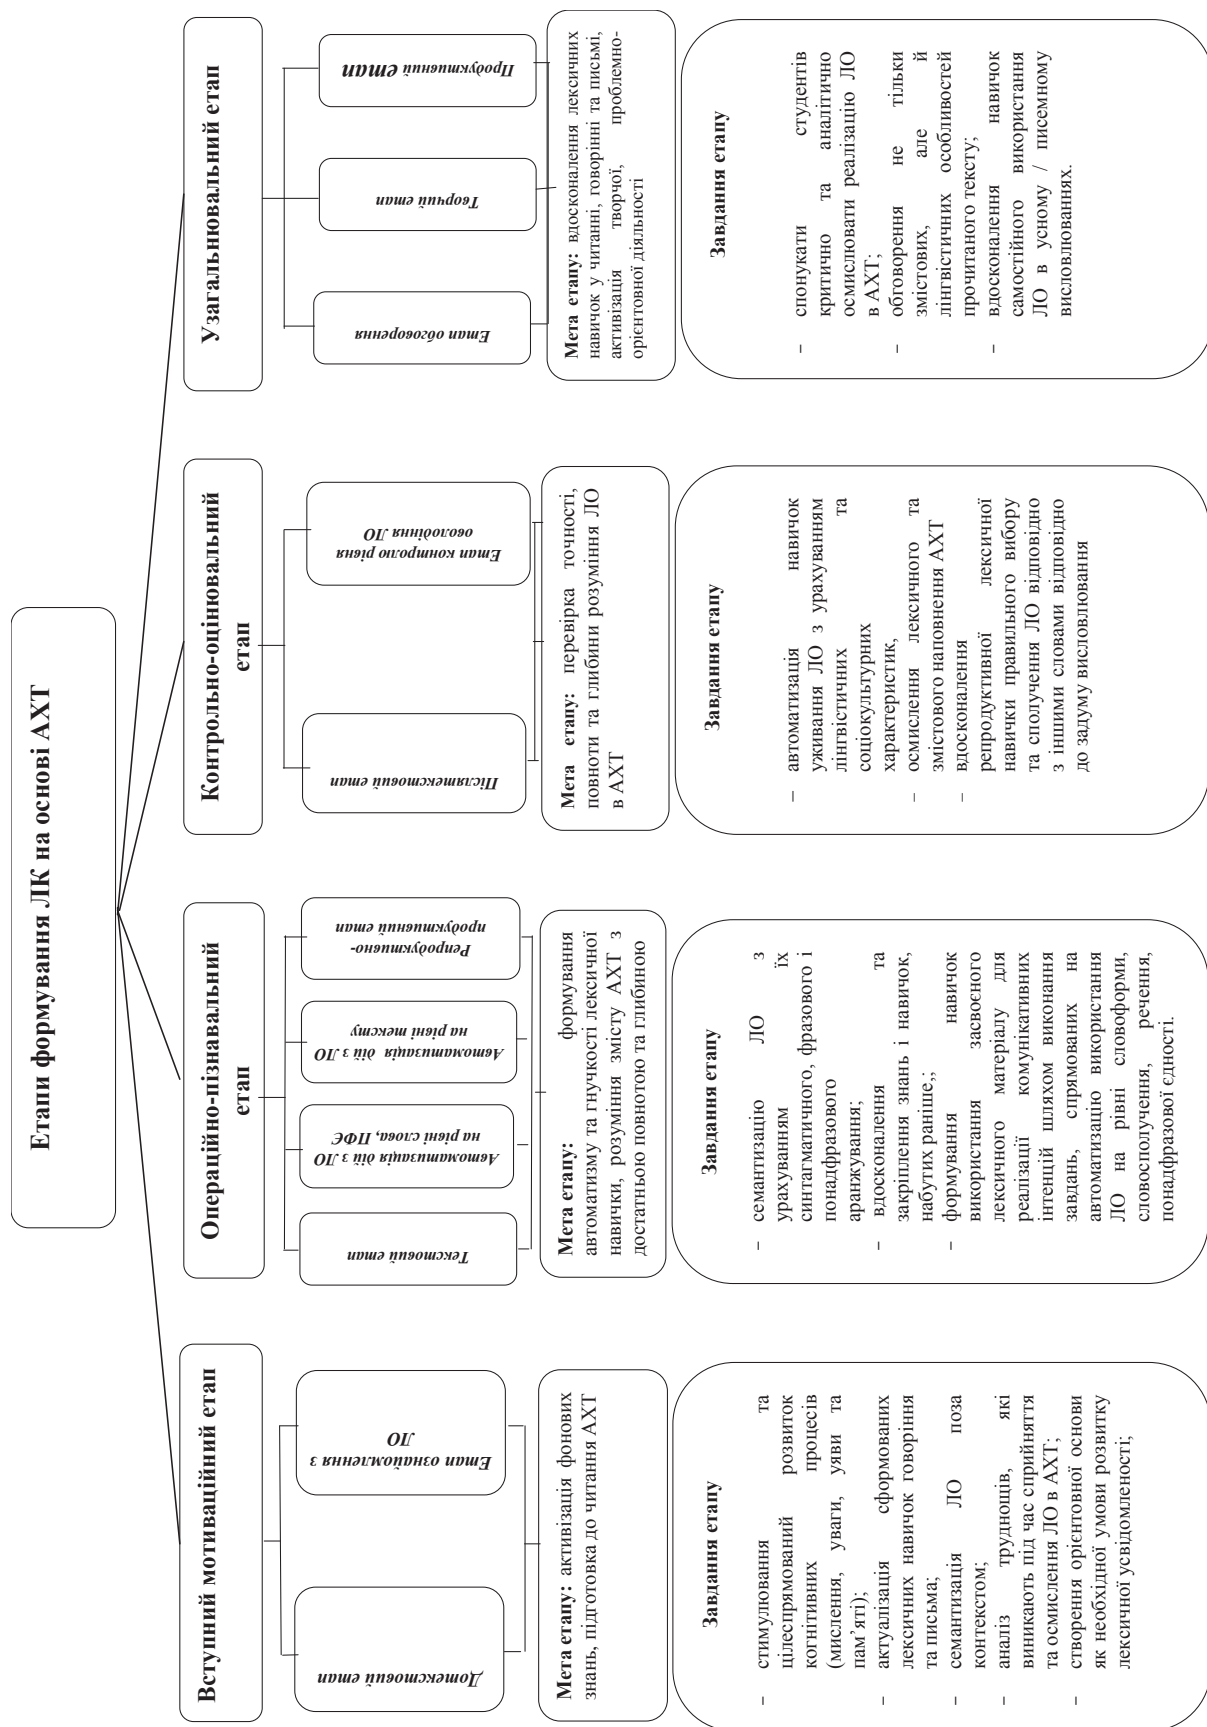 Етапи формування ЛК на основі АХТ
Вступний мотиваційний етап
Дотекстовий етап
Етап ознайомлення з
ЛО
Мета етапу: активізація фонових
знань, підготовка до читання АХТ
Завдання етапу
– стимулювання та
цілеспрямований розвиток
когнітивних процесів
(мислення, уваги, уяви та
пам’яті);
– актуалізація сформованих
лексичних навичок говоріння
та письма;
– семантизація ЛО поза
контекстом;
– аналіз труднощів, які
виникають під час сприйняття
та осмислення ЛО в АХТ;
– створення орієнтовної основи
як необхідної умови розвитку
лексичної усвідомленості;
Операційно-пізнавальний
етап
Текстовий етап
Автоматизація дій з ЛО
на рівні слова, ПФЄ
Автоматизація дій з ЛО
на рівні тексту
Репродуктивно-
продуктивний етап
Мета етапу: формування
автоматизму та гнучкості лексичної
навички, розуміння змісту АХТ з
достатньою повнотою та глибиною
Завдання етапу
– семантизацію ЛО з
урахуванням їх
синтагматичного, фразового і
понадфразового
аранжування;
– вдосконалення та
закріплення знань і навичок,
набутих раніше,;
– формування навичок
використання засвоєного
лексичного матеріалу для
реалізації комунікативних
інтенцій шляхом виконання
завдань, спрямованих на
автоматизацію використання
ЛО на рівні словоформи,
словосполучення, речення,
понадфразової єдності.
Контрольно-оцінювальний
етап
Післятекстовий етап
Етап контролю рівня
оволодіння ЛО
Мета етапу: перевірка точності,
повноти та глибини розуміння ЛО
в АХТ
Завдання етапу
– автоматизація навичок
уживання ЛО з урахуванням
лінгвістичних та
соціокультурних
характеристик,
– осмислення лексичного та
змістового наповнення АХТ
– вдосконалення
репродуктивної лексичної
навички правильного вибору
та сполучення ЛО відповідно
з іншими словами відповідно
до задуму висловлювання
Узагальнювальний етап
Етап обговорення
Творчий етап
Продуктивний етап
Мета етапу: вдосконалення лексичних
навичок у читанні, говорінні та письмі,
активізація творчої, проблемно-
орієнтовної діяльності
Завдання етапу
– спонукати студентів
критично та аналітично
осмислювати реалізацію ЛО
в АХТ;
– обговорення не тільки
змістових, але й
лінгвістичних особливостей
прочитаного тексту;
– вдосконалення навичок
самостійного використання
ЛО в усному / писемному
висловлюваннях.